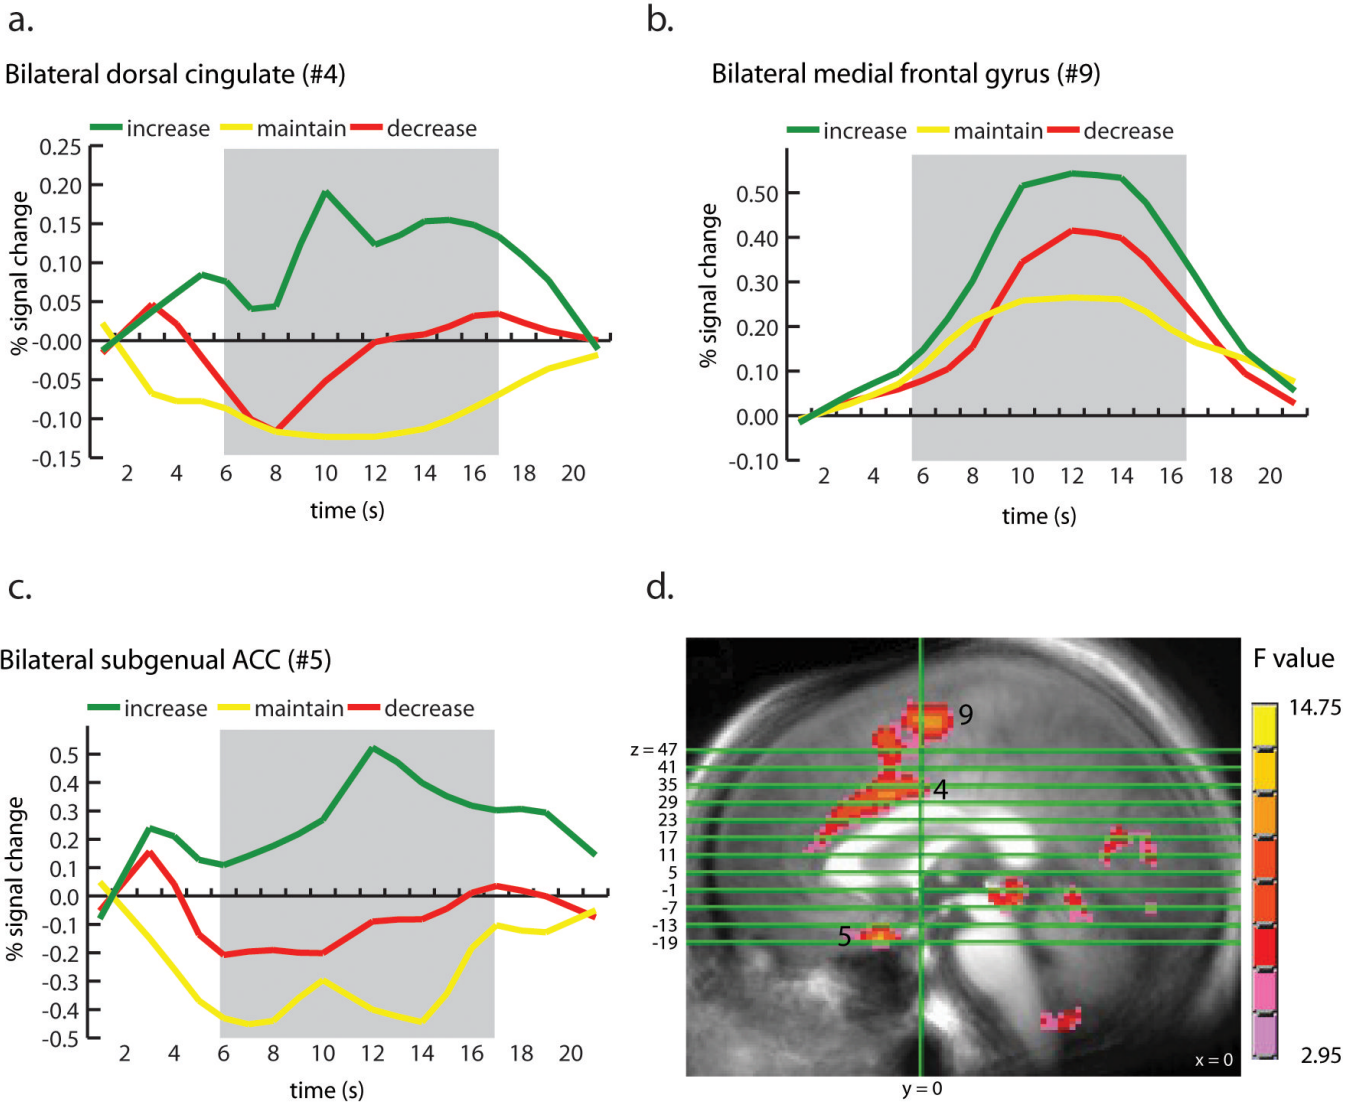 a.
Bilateral dorsal cingulate (#4)
increase maintain decrease
% signal change
0.25
0.20
0.15
0.10
0.05
-0.00
-0.05
-0.10
-0.15
2 4 6 8 10 12 14 16 18 20
time (s)
b.
Bilateral medial frontal gyrus (#9)
increase maintain decrease
% signal change
0.50
0.40
0.30
0.20
0.10
0.00
-0.10
2 4 6 8 10 12 14 16 18 20
time (s)
c.
Bilateral subgenual ACC (#5)
increase maintain decrease
% signal change
0.5
0.4
0.3
0.2
0.1
0.0
-0.1
-0.2
-0.3
-0.4
-0.5
2 4 6 8 10 12 14 16 18 20
time (s)
d.
F value
14.75
2.95
9
4
5
z = 47
41
35
29
23
17
11
5
-1
-7
-13
-19
x = 0
y = 0